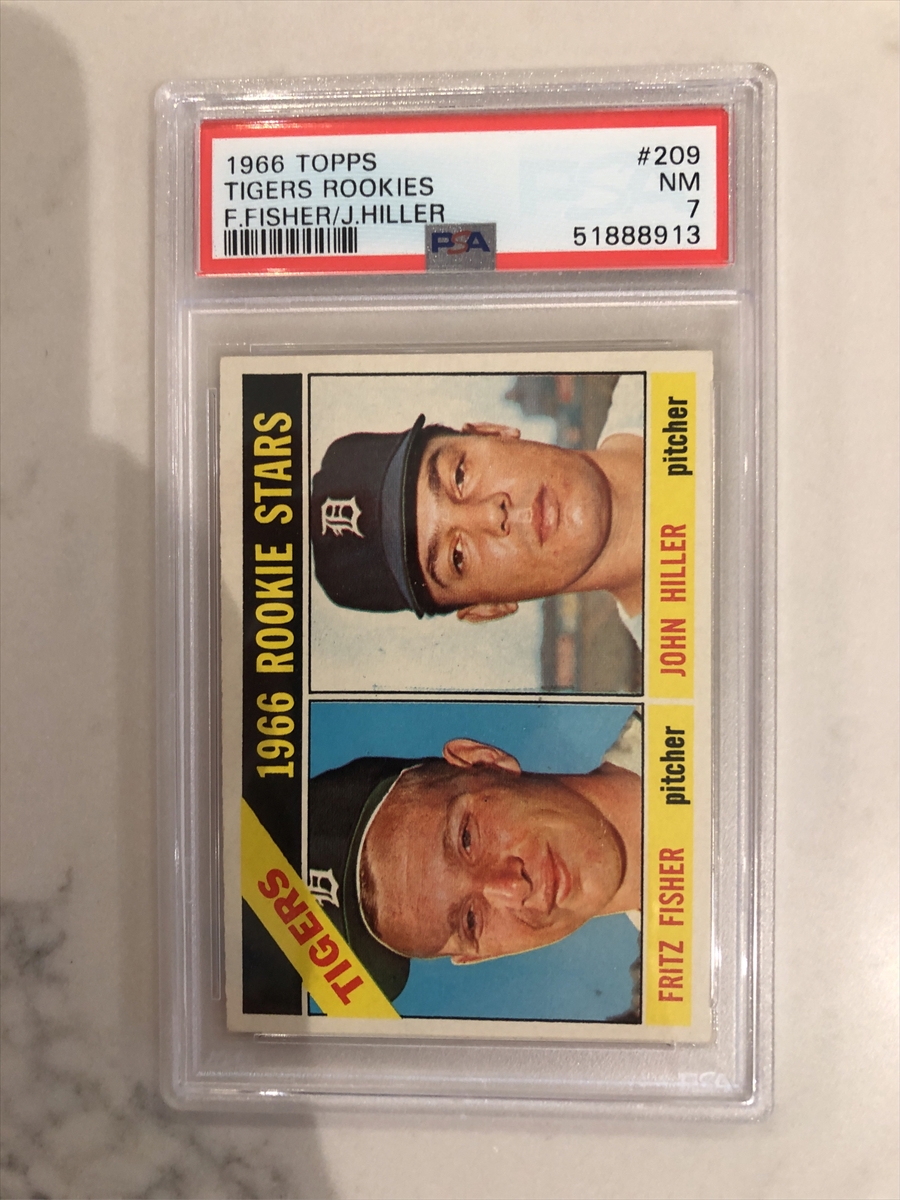 1966 TOPPS #209
TIGERS ROOKIES NM
F.FISHER/J.HILLER 7
PSA 51888913
1966 ROOKIE STARS
TIGERS
D
D
FRITZ FISHER pitcher
JOHN HILLER pitcher